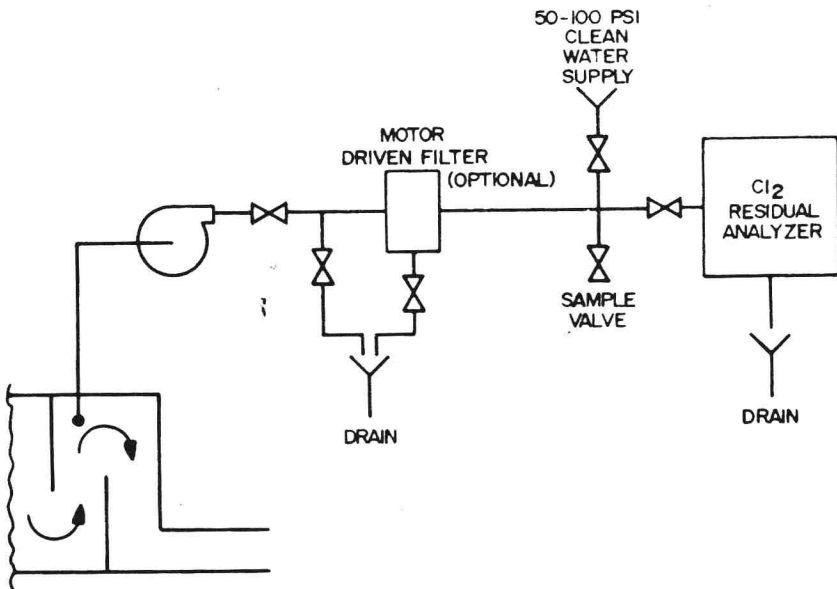 50-100 PSI
CLEAN
WATER
SUPPLY
MOTOR
DRIVEN FILTER
(OPTIONAL)
Cl2
RESIDUAL
ANALYZER
SAMPLE
VALVE
DRAIN
DRAIN